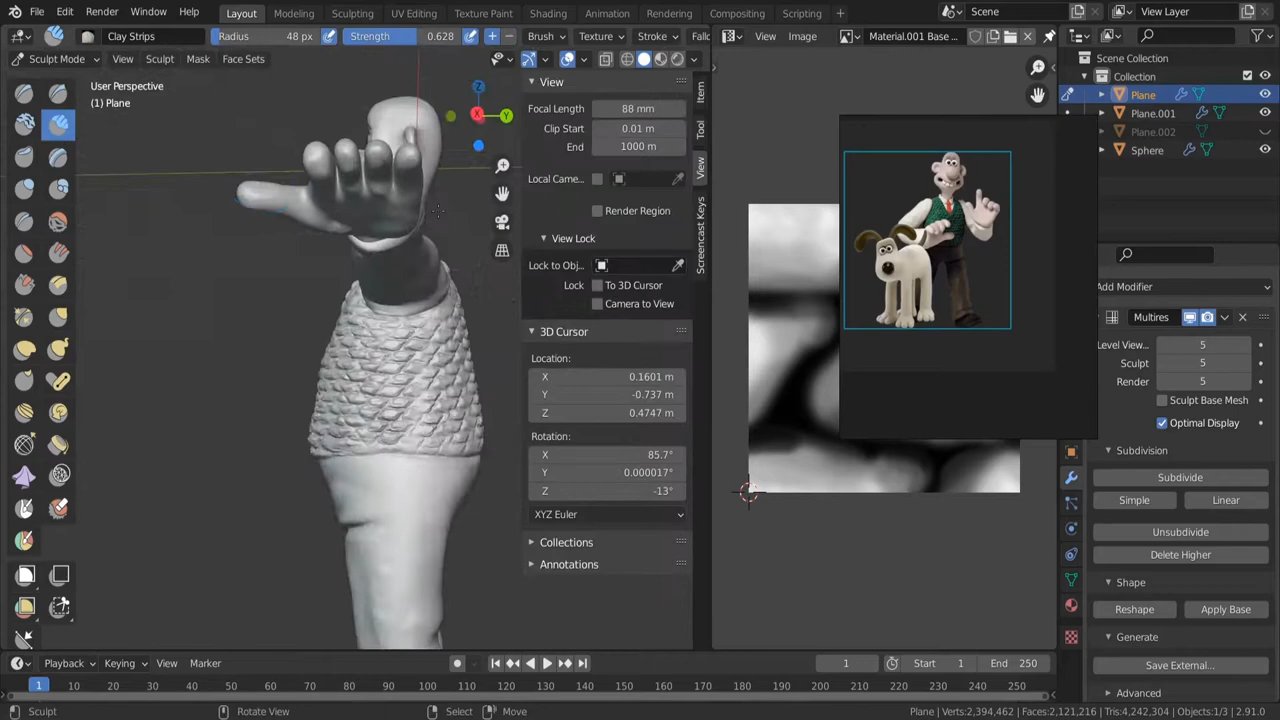 File Edit Render Window Help Layout Modeling Sculpting UV Editing Texture Paint Shading Animation Rendering Compositing Scripting Scene View Layer
Clay Strips Radius 48 px Strength 0.628 Brush Texture Stroke Fallc View Image Material.001 Base ...
Sculpt Mode View Sculpt Mask Face Sets
User Perspective
(1) Plane
Z
X
Y
View
Focal Length 88 mm
Clip Start 0.01 m
End 1000 m
Local Came...
Render Region
View Lock
Lock to Obj...
Lock To 3D Cursor
Camera to View
3D Cursor
Location:
X 0.1601 m
Y -0.737 m
Z 0.4747 m
Rotation:
X 85.7°
Y 0.000017°
Z -13°
XYZ Euler
Collections
Annotations
Item
Tool
View
Screencast Keys
Scene Collection
Collection
Plane
Plane.001
Plane.002
Sphere
Add Modifier
Multires
Level View... 5
Sculpt 5
Render 5
Sculpt Base Mesh
Optimal Display
Subdivision
Subdivide
Simple Linear
Unsubdivide
Delete Higher
Shape
Reshape Apply Base
Generate
Save External...
Advanced
Playback Keying View Marker 1 Start 1 End 250
1 10 20 30 40 50 60 70 80 90 100 110 120 130 140 150 160 170 180 190 200 210 220 230 240 250
Sculpt Rotate View Select Move Plane | Verts:2,394,462 | Faces:2,121,216 | Tris:4,242,304 | Objects:1/3 | 2.91.0